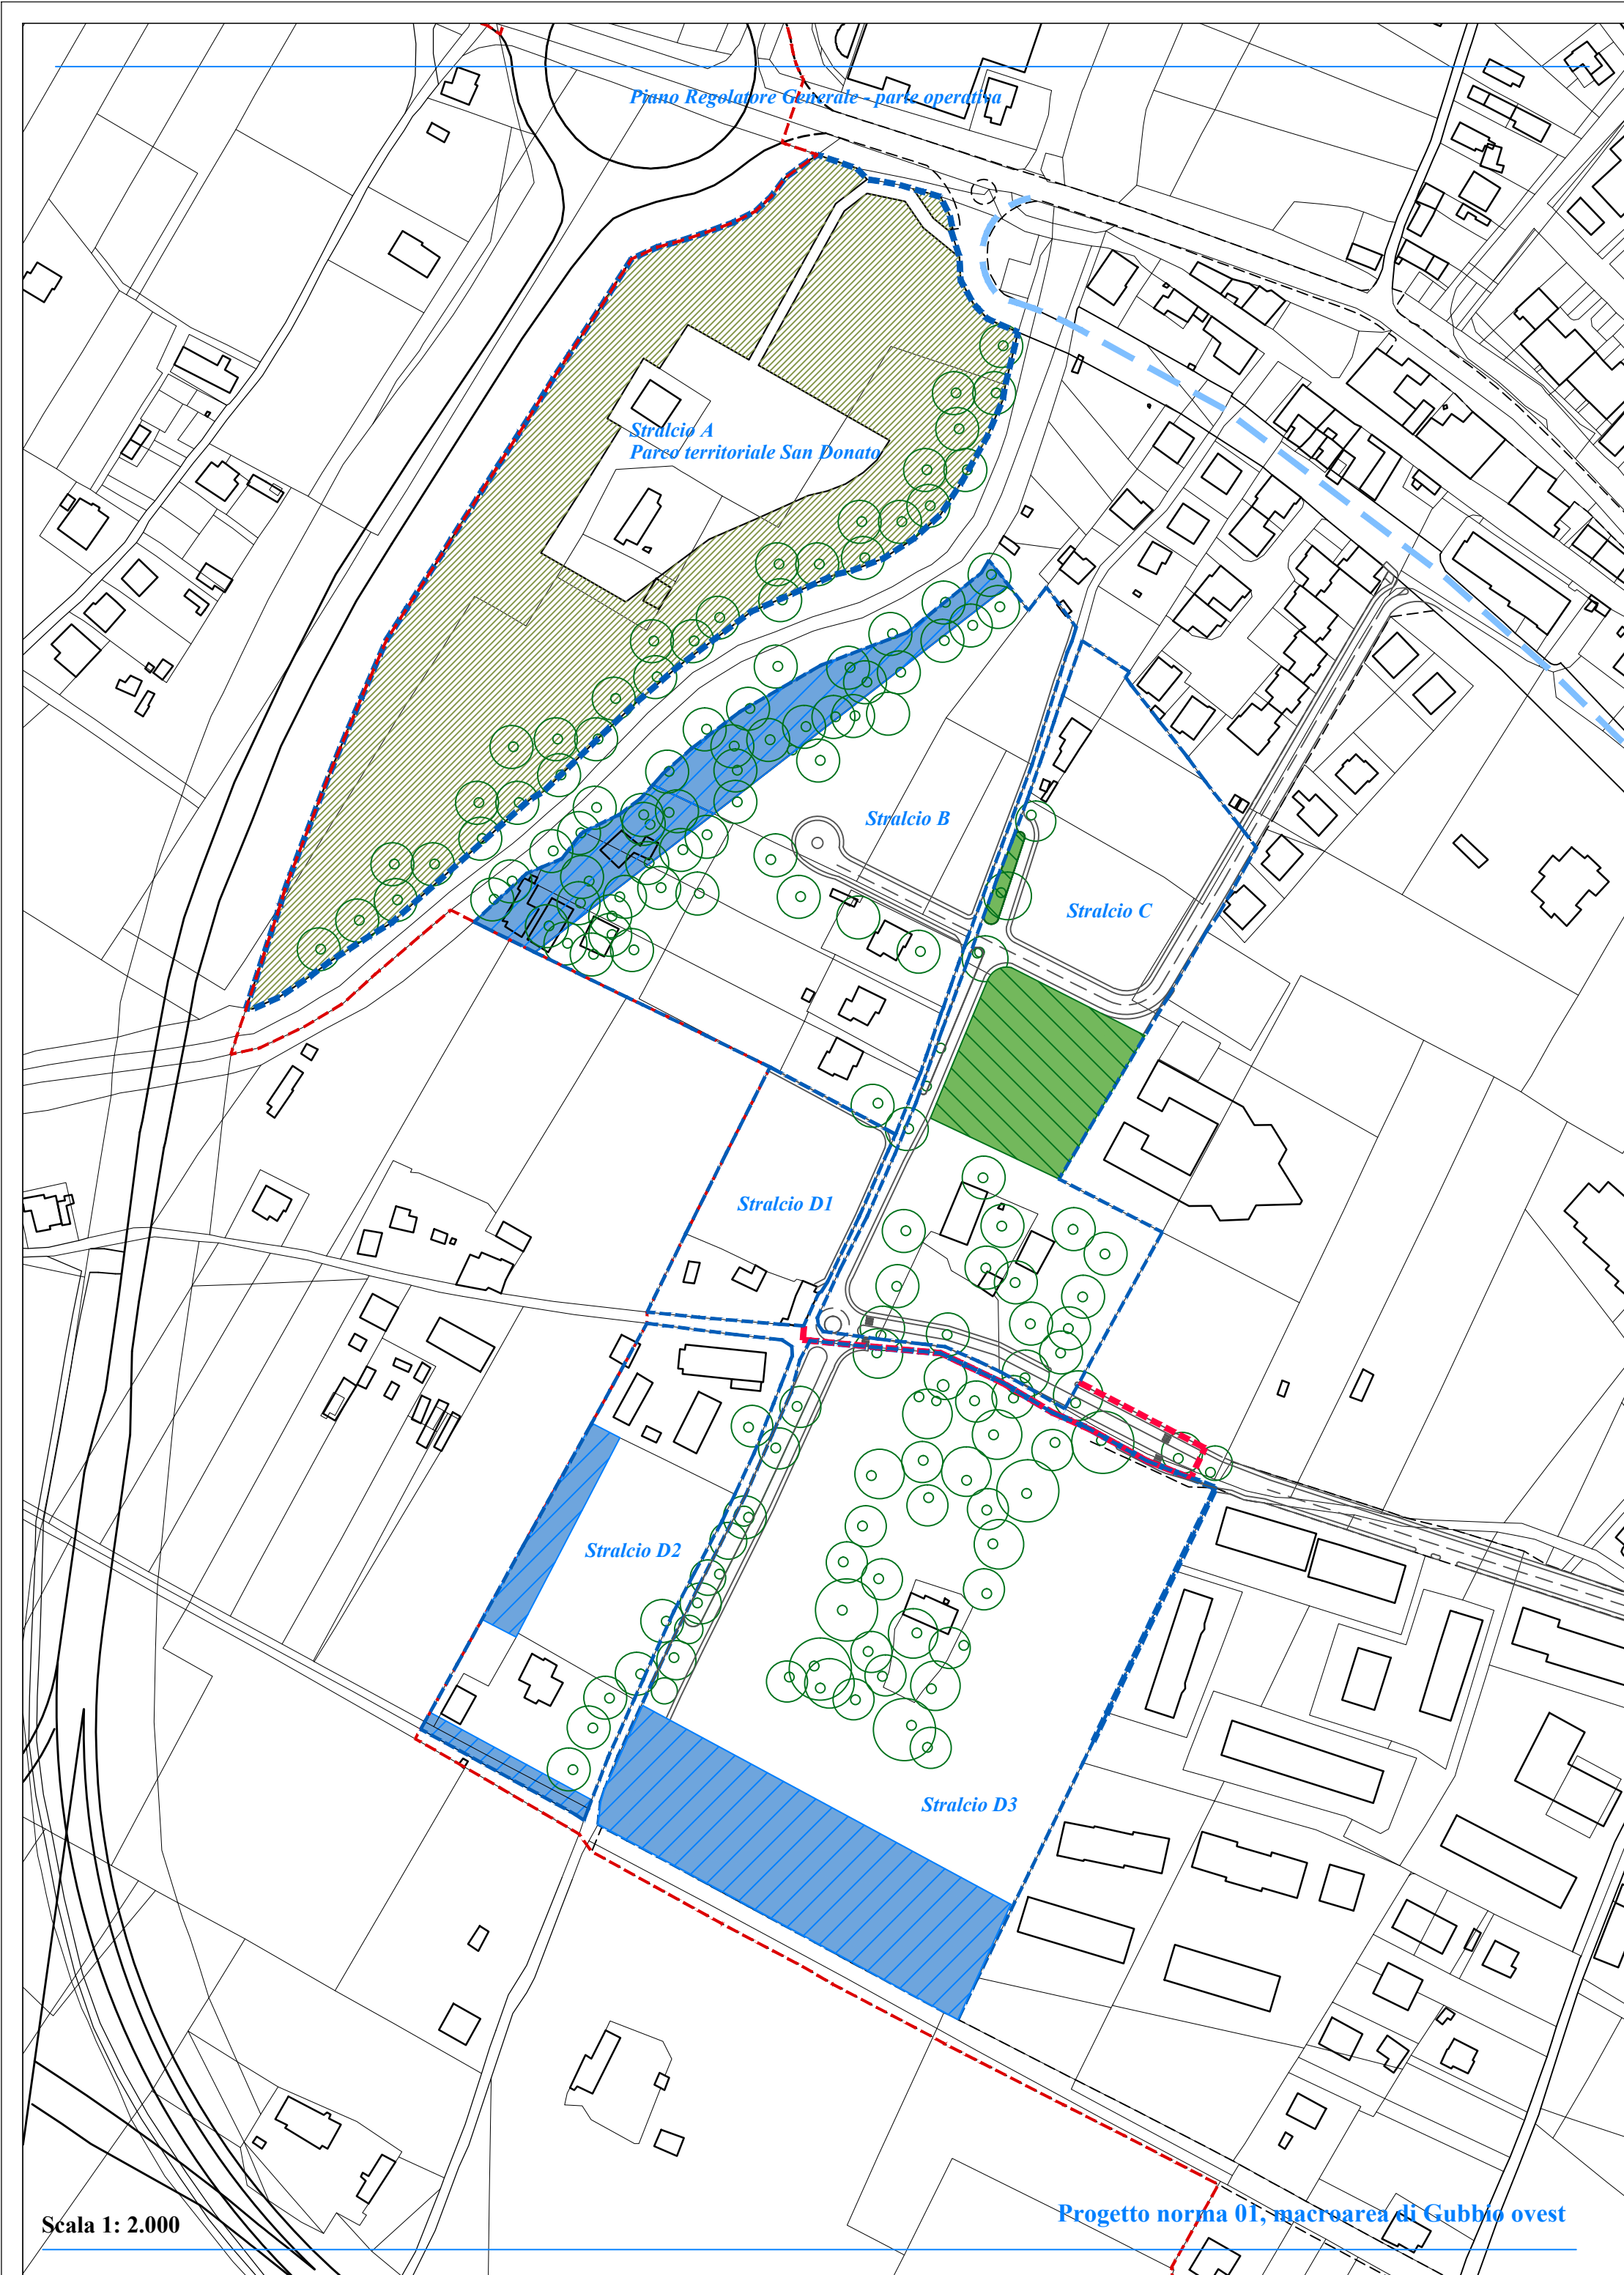 Piano Regolatore Generale - parte operativa
Stralcio A
Parco territoriale San Donato
Stralcio B
Stralcio C
Stralcio D1
Stralcio D2
Stralcio D3
Scala 1: 2.000
Progetto norma 01, macroarea di Gubbio ovest